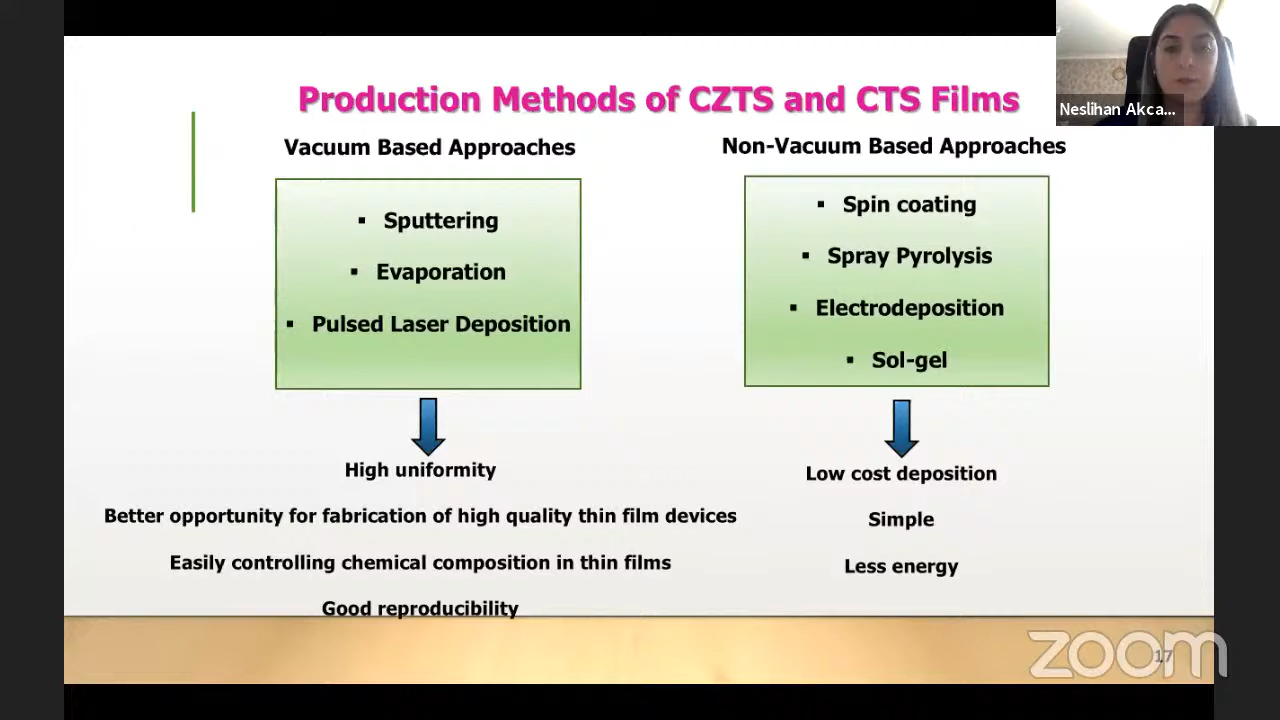 Production Methods of CZTS and CTS Films
Neslihan Akca...
Vacuum Based Approaches
▪ Sputtering
▪ Evaporation
▪ Pulsed Laser Deposition
High uniformity
Better opportunity for fabrication of high quality thin film devices
Easily controlling chemical composition in thin films
Good reproducibility
Non-Vacuum Based Approaches
▪ Spin coating
▪ Spray Pyrolysis
▪ Electrodeposition
▪ Sol-gel
Low cost deposition
Simple
Less energy
zoom
17